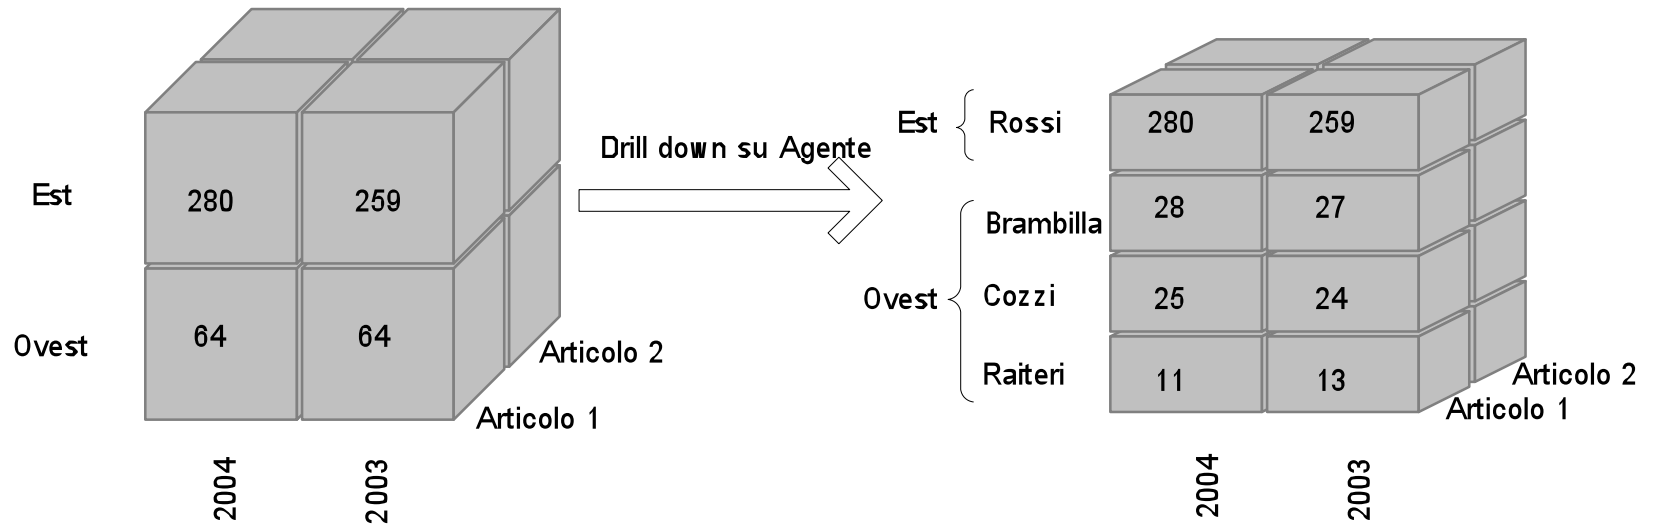 Est
280
259
Ovest
64
64
Articolo 2
Articolo 1
2004
2003
Drill down su Agente
Est
Rossi
280
259
Ovest
Brambilla
28
27
Cozzi
25
24
Raiteri
11
13
Articolo 2
Articolo 1
2004
2003